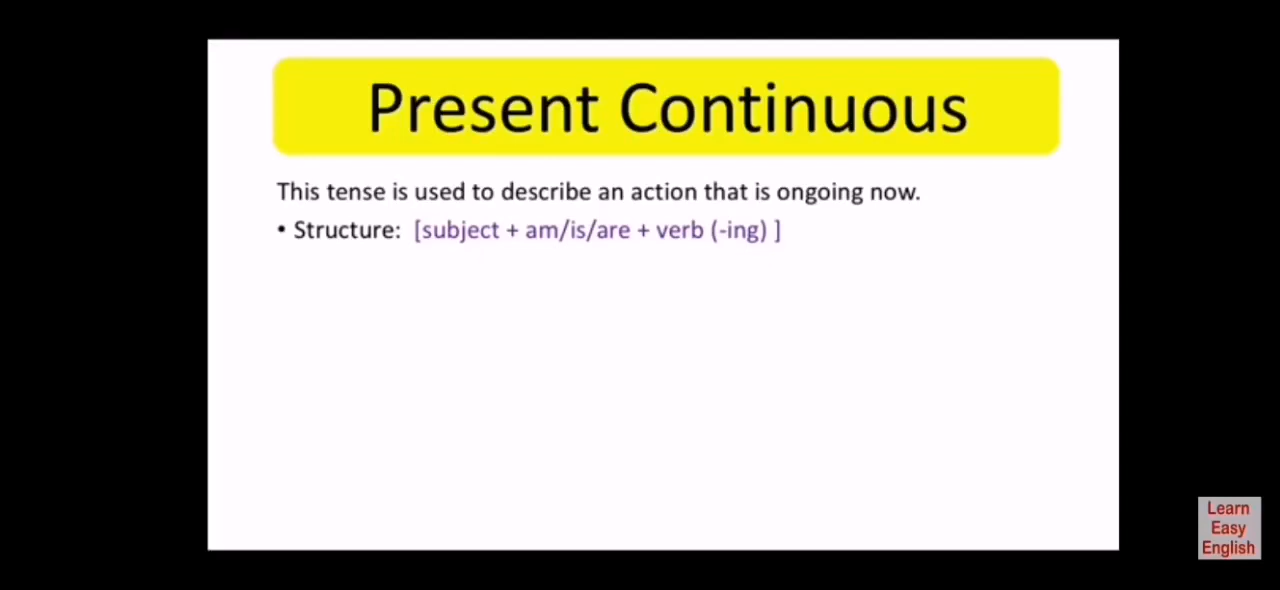 Present Continuous
This tense is used to describe an action that is ongoing now.
• Structure: [subject + am/is/are + verb (-ing) ]
Learn
Easy
English